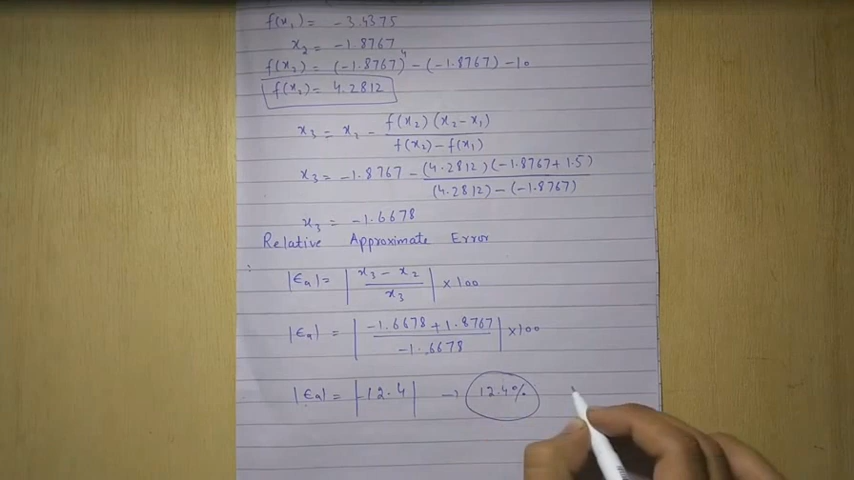 f(x₁) = -3.4375
x₂ = -1.8767
f(x₂) = (-1.8767)⁴ - (-1.8767) - 10
f(x₂) = 4.2812
x₃ = x₂ - f(x₂)(x₂-x₁) / f(x₂) - f(x₁)
x₃ = -1.8767 - (4.2812)(-1.8767+1.5) / (4.2812) - (-1.8767)
x₃ = -1.6678
Relative Approximate Error
|εa| = |x₃ - x₂ / x₃| × 100
|εa| = |-1.6678 + 1.8767 / -1.6678| × 100
|εa| = |-12.4| → 12.4%